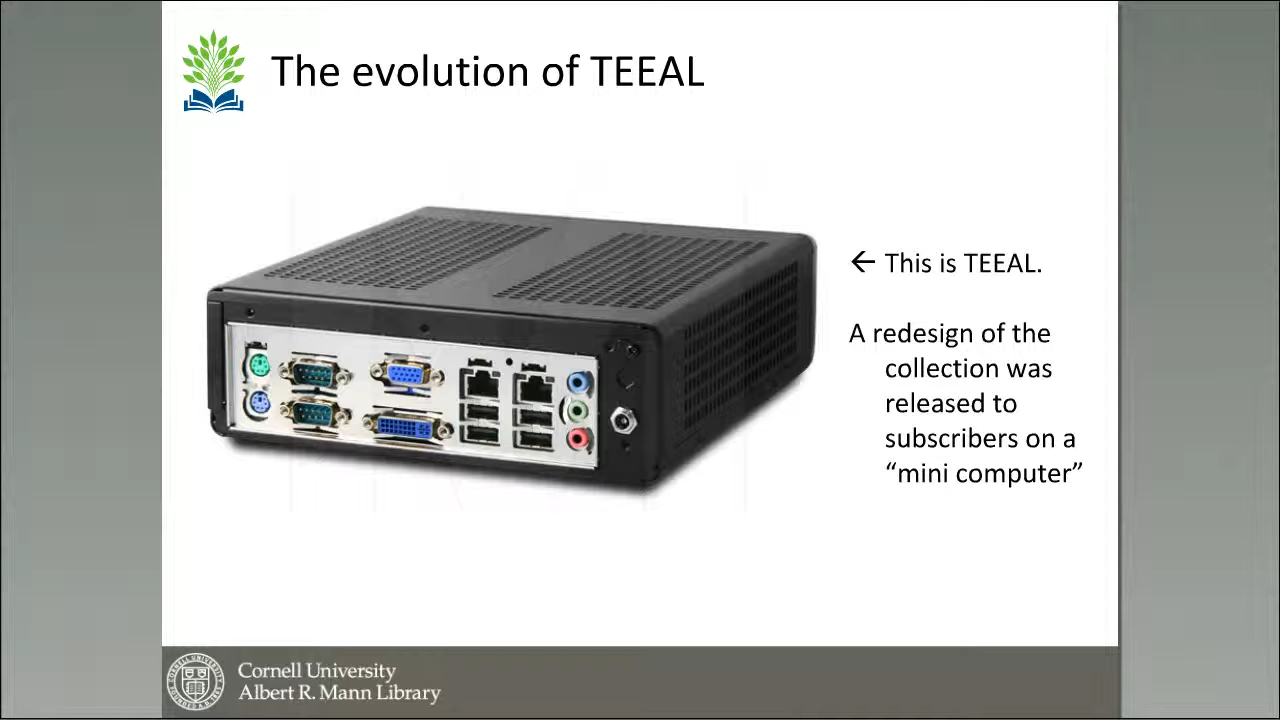 The evolution of TEEAL
← This is TEEAL.
A redesign of the
collection was
released to
subscribers on a
“mini computer”
Cornell University
Albert R. Mann Library